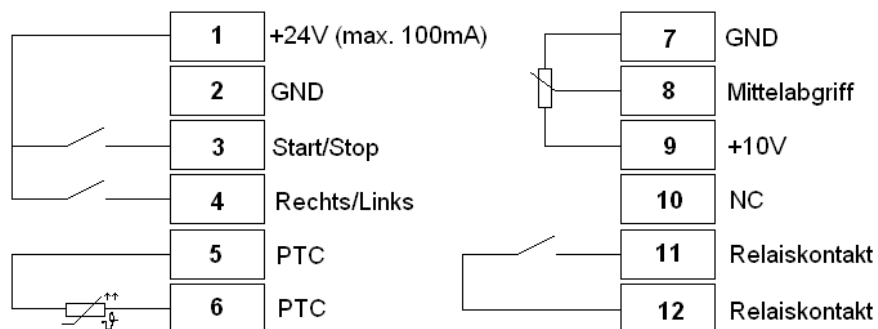 1 +24V (max. 100mA)
2 GND
3 Start/Stop
4 Rechts/Links
5 PTC
6 PTC
7 GND
8 Mittelabgriff
9 +10V
10 NC
11 Relaiskontakt
12 Relaiskontakt